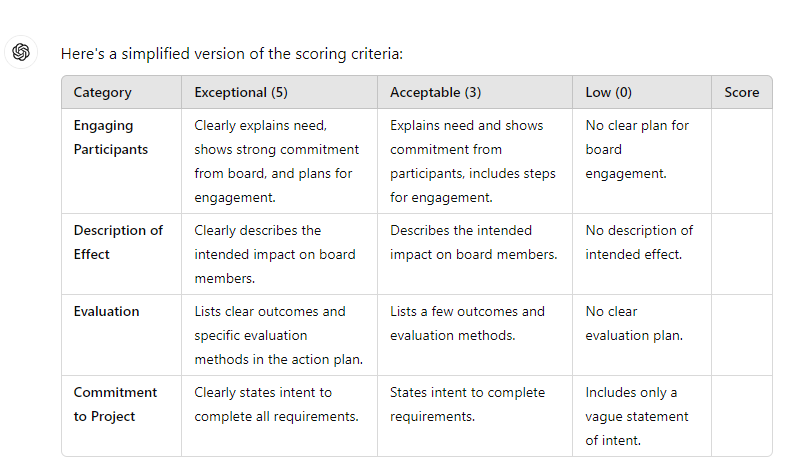 Here's a simplified version of the scoring criteria:
Category Exceptional (5) Acceptable (3) Low (0) Score
Engaging Clearly explains need, Explains need and shows No clear plan for
Participants shows strong commitment commitment from board
from board, and plans for participants, includes steps engagement.
engagement. for engagement.
Description of Clearly describes the Describes the intended No description of
Effect intended impact on board impact on board members. intended effect.
members.
Evaluation Lists clear outcomes and Lists a few outcomes and No clear
specific evaluation evaluation methods. evaluation plan.
methods in the action plan.
Commitment Clearly states intent to States intent to complete Includes only a
to Project complete all requirements. requirements. vague statement
of intent.